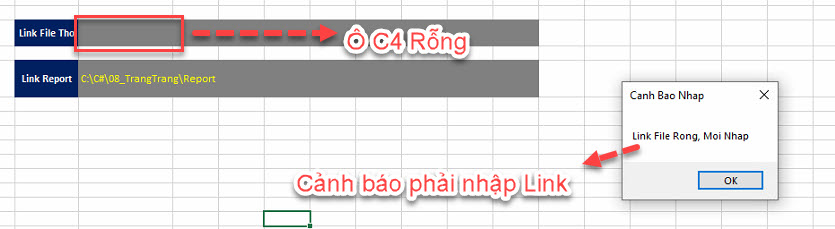 Link File Tho
Ô C4 Rỗng
Link Report
C:\C#\08_TrangTrang\Report
Canh Bao Nhap
Link File Rong, Moi Nhap
Cảnh báo phải nhập Link
OK